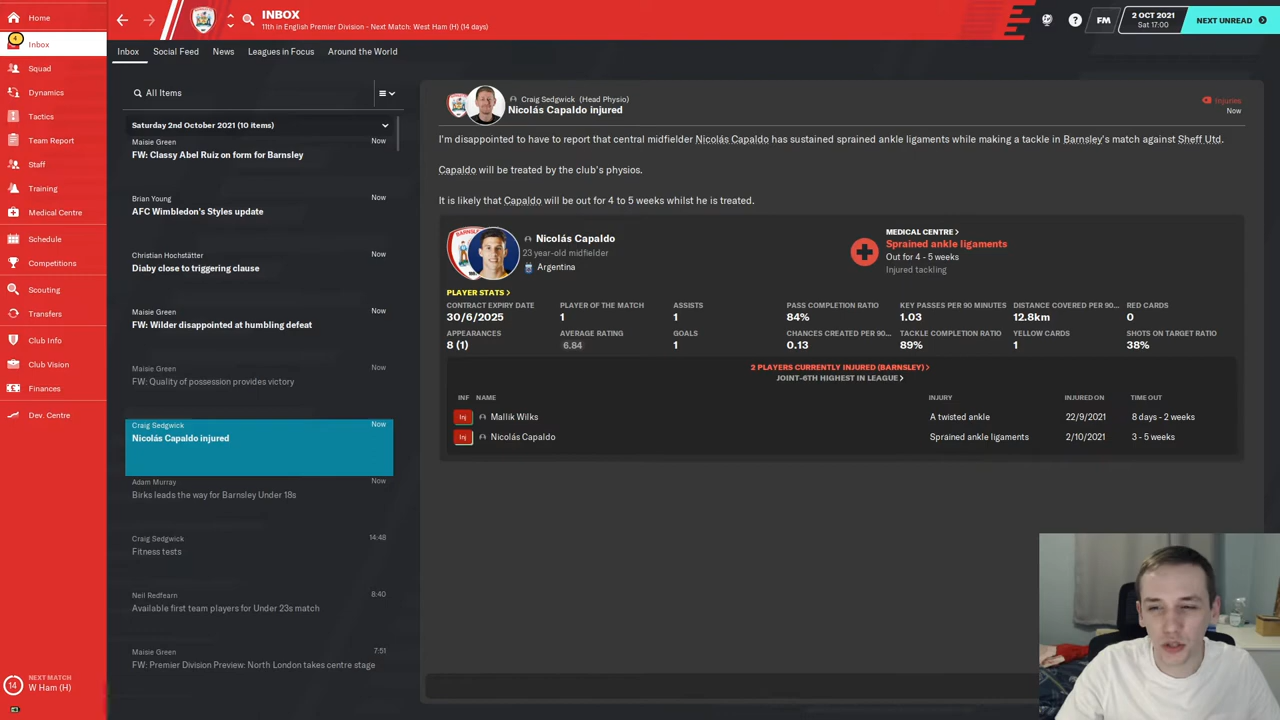 Home
Inbox
4
Squad
Dynamics
Tactics
Team Report
Staff
Training
Medical Centre
Schedule
Competitions
Scouting
Transfers
Club Info
Club Vision
Finances
Dev. Centre
14
NEXT MATCH
W Ham (H)
INBOX
11th in English Premier Division - Next Match: West Ham (H) (14 days)
?
FM
2 OCT 2021
Sat 17:00
NEXT UNREAD
Inbox
Social Feed
News
Leagues in Focus
Around the World
All Items
Saturday 2nd October 2021 (10 items)
Maisie Green
Now
FW: Classy Abel Ruiz on form for Barnsley
Brian Young
Now
AFC Wimbledon's Styles update
Christian Hochstätter
Now
Diaby close to triggering clause
Maisie Green
Now
FW: Wilder disappointed at humbling defeat
Maisie Green
Now
FW: Quality of possession provides victory
Craig Sedgwick
Now
Nicolás Capaldo injured
Adam Murray
Now
Birks leads the way for Barnsley Under 18s
Craig Sedgwick
14:48
Fitness tests
Neil Redfearn
8:40
Available first team players for Under 23s match
Maisie Green
7:51
FW: Premier Division Preview: North London takes centre stage
Craig Sedgwick (Head Physio)
Nicolás Capaldo injured
Injuries
Now
I'm disappointed to have to report that central midfielder Nicolás Capaldo has sustained sprained ankle ligaments while making a tackle in Barnsley's match against Sheff Utd.
Capaldo will be treated by the club's physios.
It is likely that Capaldo will be out for 4 to 5 weeks whilst he is treated.
Nicolás Capaldo
23 year-old midfielder
Argentina
MEDICAL CENTRE >
Sprained ankle ligaments
Out for 4 - 5 weeks
Injured tackling
PLAYER STATS >
CONTRACT EXPIRY DATE
PLAYER OF THE MATCH
ASSISTS
PASS COMPLETION RATIO
KEY PASSES PER 90 MINUTES
DISTANCE COVERED PER 90...
RED CARDS
30/6/2025
1
1
84%
1.03
12.8km
0
APPEARANCES
AVERAGE RATING
GOALS
CHANCES CREATED PER 90...
TACKLE COMPLETION RATIO
YELLOW CARDS
SHOTS ON TARGET RATIO
8 (1)
6.84
1
0.13
89%
1
38%
2 PLAYERS CURRENTLY INJURED (BARNSLEY) >
JOINT-6TH HIGHEST IN LEAGUE >
INF
NAME
INJURY
INJURED ON
TIME OUT
Inj
Mallik Wilks
A twisted ankle
22/9/2021
8 days - 2 weeks
Inj
Nicolás Capaldo
Sprained ankle ligaments
2/10/2021
3 - 5 weeks